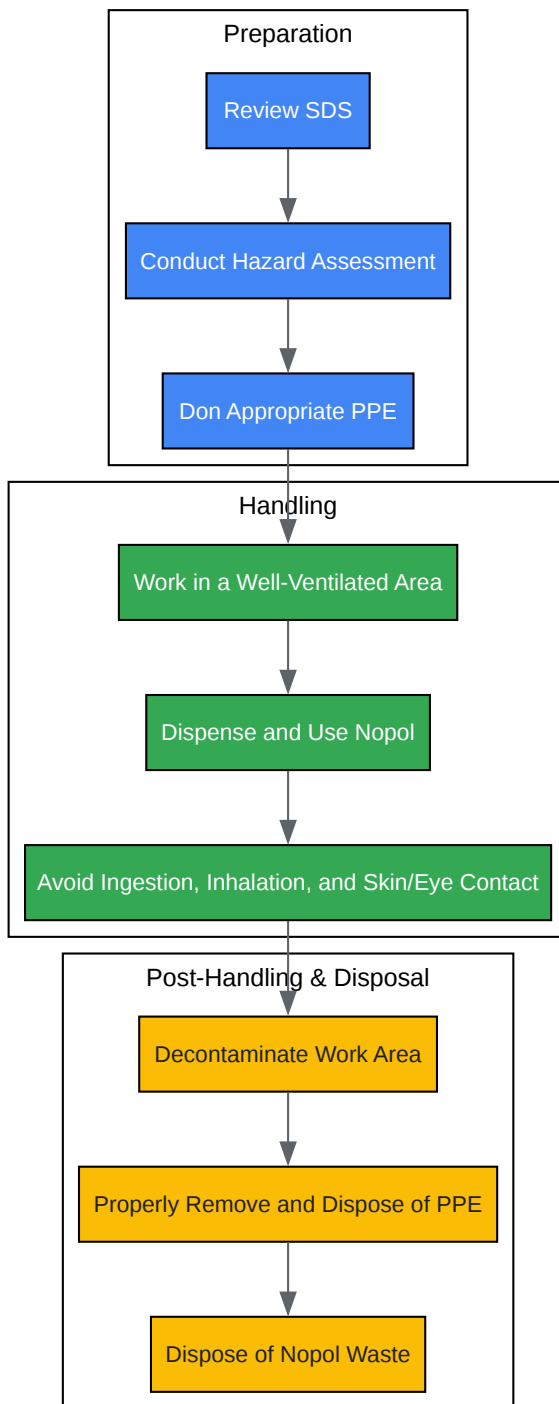 Preparation
Review SDS
Conduct Hazard Assessment
Don Appropriate PPE
Handling
Work in a Well-Ventilated Area
Dispense and Use Nopol
Avoid Ingestion, Inhalation, and Skin/Eye Contact
Post-Handling & Disposal
Decontaminate Work Area
Properly Remove and Dispose of PPE
Dispose of Nopol Waste